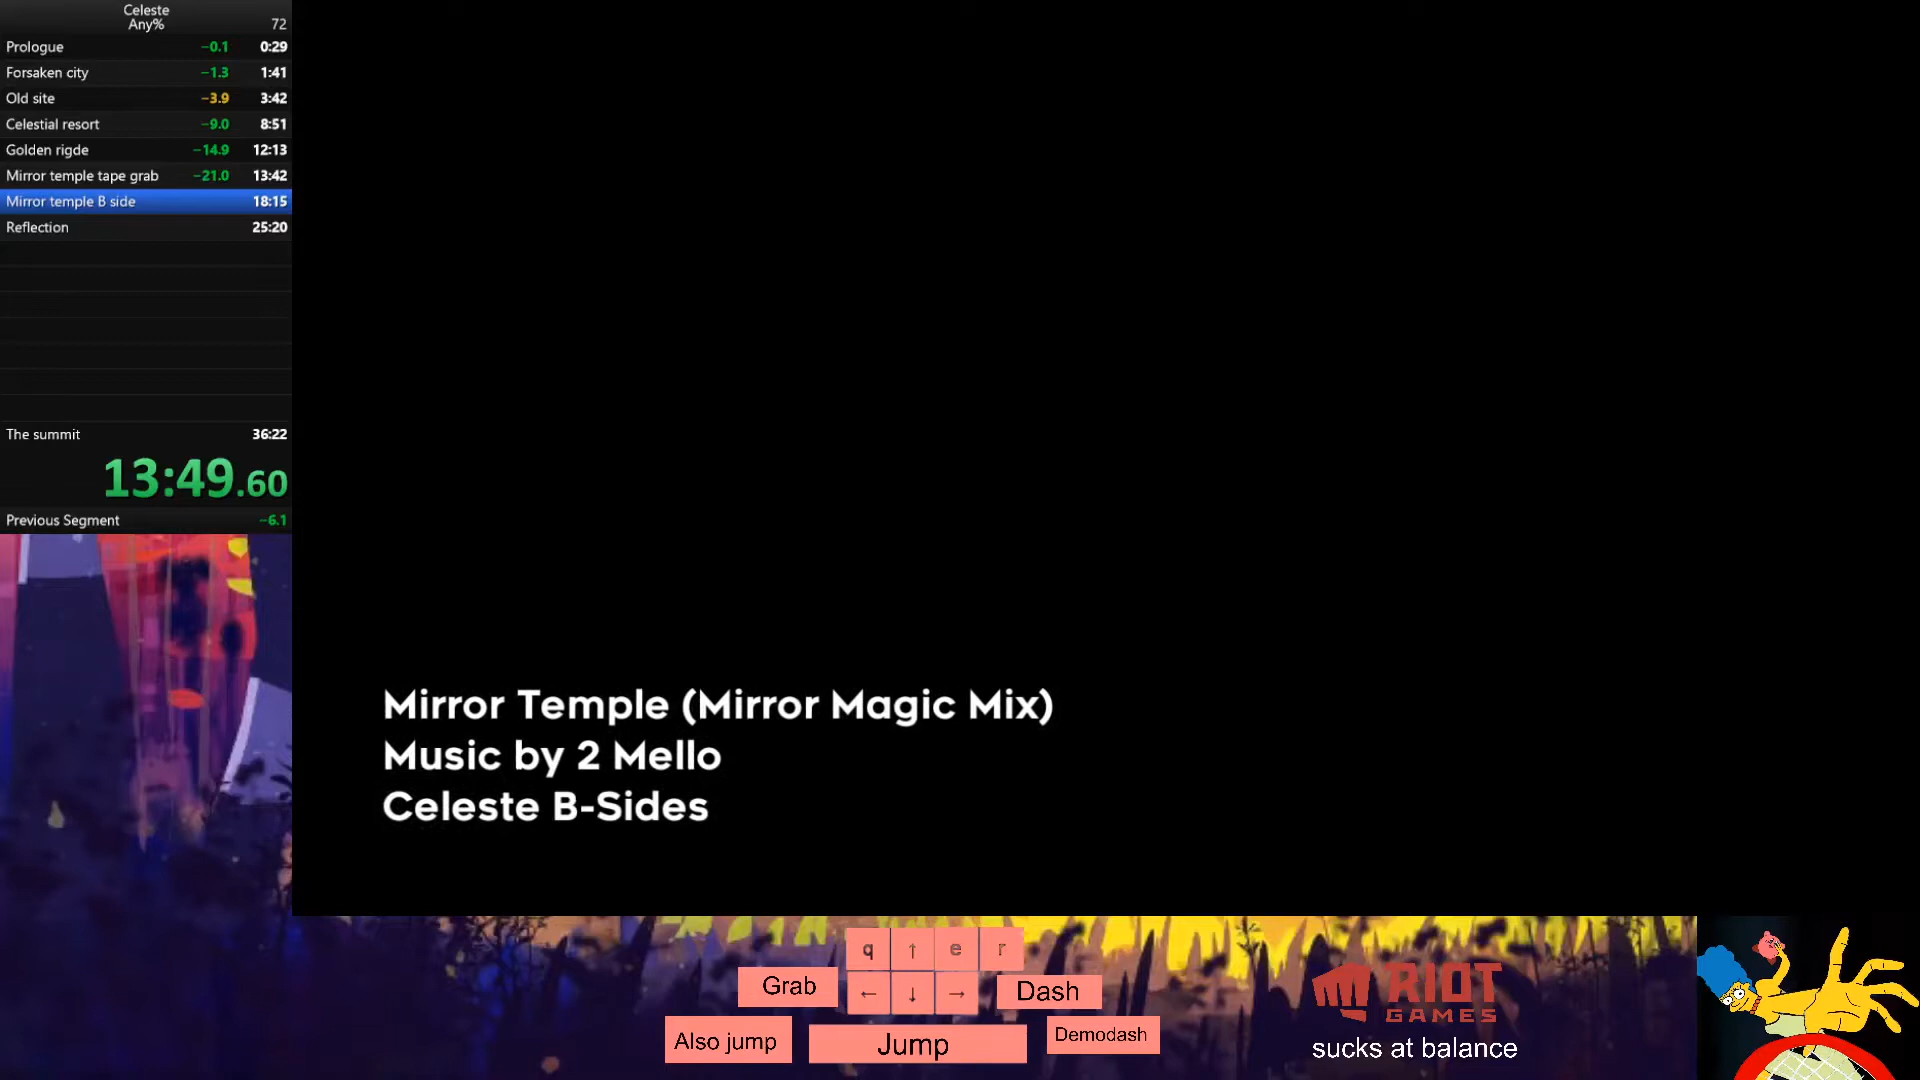 Celeste
Any% 72
Prologue −0.1 0:29
Forsaken city −1.3 1:41
Old site −3.9 3:42
Celestial resort −9.0 8:51
Golden rigde −14.9 12:13
Mirror temple tape grab −21.0 13:42
Mirror temple B side 18:15
Reflection 25:20
The summit 36:22
13:49.60
Previous Segment −6.1
Mirror Temple (Mirror Magic Mix)
Music by 2 Mello
Celeste B-Sides
q ↑ e r
Grab ← ↓ → Dash
Also jump Jump Demodash
RIOT
GAMES
sucks at balance